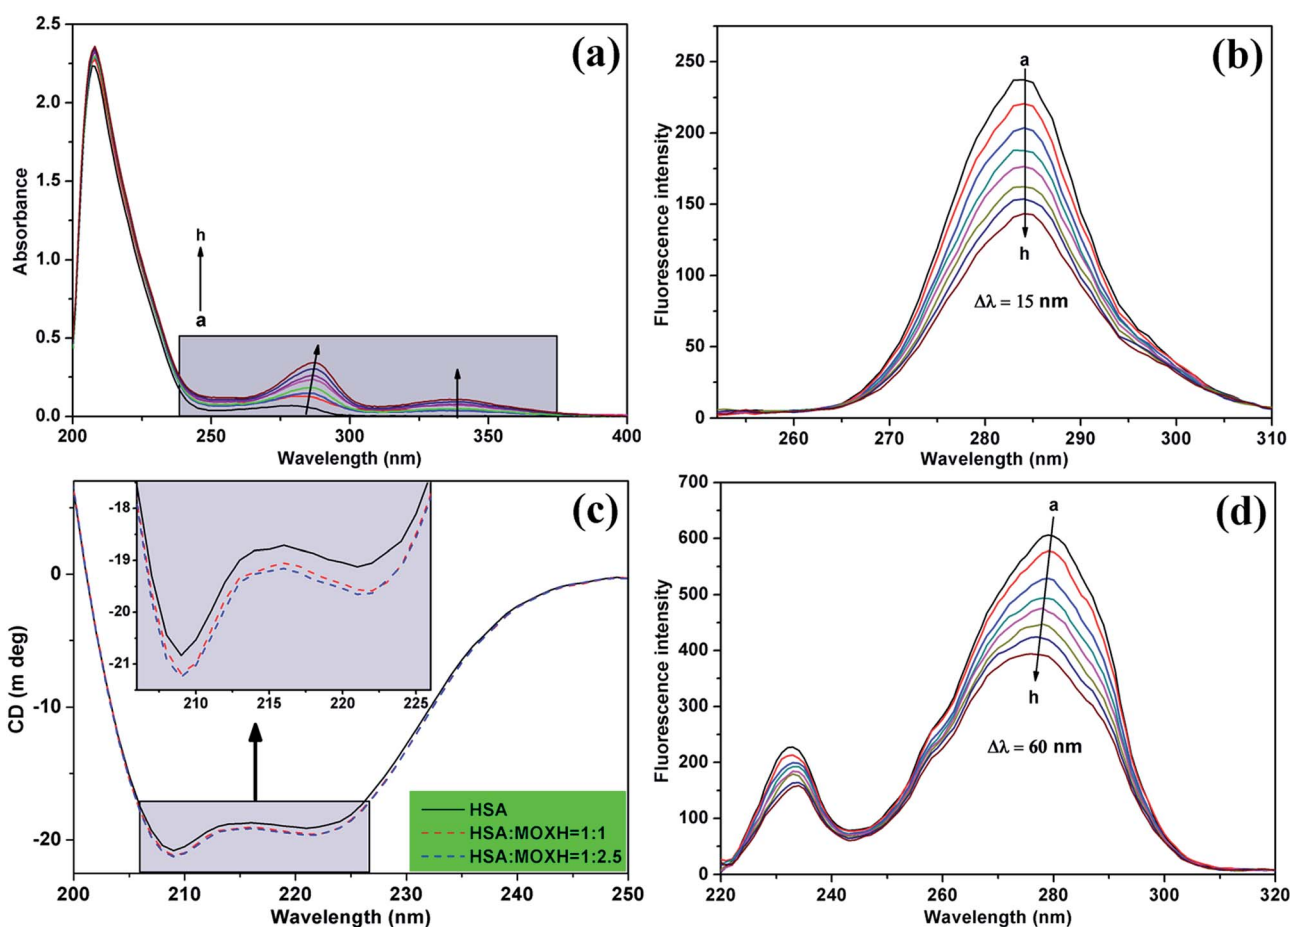 (a)
2.5
2.0
1.5
1.0
0.5
0.0
Absorbance
h
a
200 250 300 350 400
Wavelength (nm)
(b)
250
200
150
100
50
0
Fluorescence intensity
a
h
Δλ = 15 nm
260 270 280 290 300 310
Wavelength (nm)
(c)
0
-10
-20
CD (m deg)
-18
-19
-20
-21
210 215 220 225
HSA
HSA:MOXH=1:1
HSA:MOXH=1:2.5
200 210 220 230 240 250
Wavelength (nm)
(d)
700
600
500
400
300
200
100
0
Fluorescence intensity
a
h
Δλ = 60 nm
220 240 260 280 300 320
Wavelength (nm)